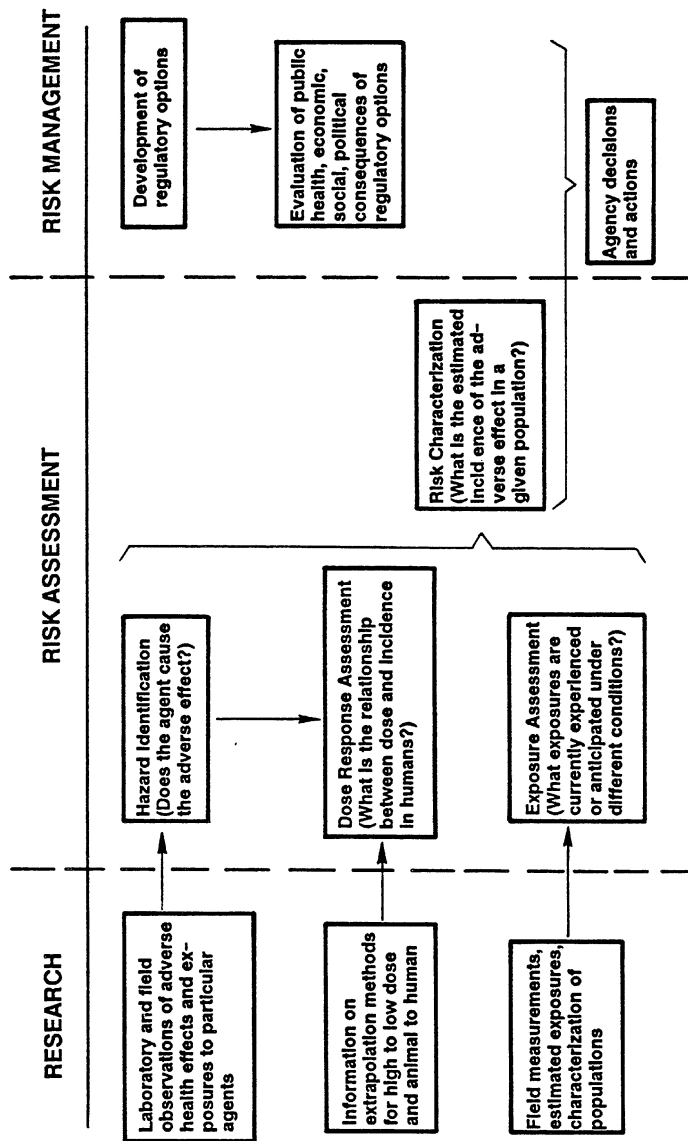 RESEARCH
RISK ASSESSMENT
RISK MANAGEMENT
Laboratory and field
observations of adverse
health effects and ex-
posures to particular
agents
Information on
extrapolation methods
for high to low dose
and animal to human
Field measurements,
estimated exposures,
characterization of
populations
Hazard Identification
(Does the agent cause
the adverse effect?)
Dose Response Assessment
(What is the relationship
between dose and incidence
in humans?)
Exposure Assessment
(What exposures are
currently experienced
or anticipated under
different conditions?)
Risk Characterization
(What is the estimated
incidence of the ad-
verse effect in a
given population?)
Development of
regulatory options
Evaluation of public
health, economic,
social, political
consequences of
regulatory options
Agency decisions
and actions